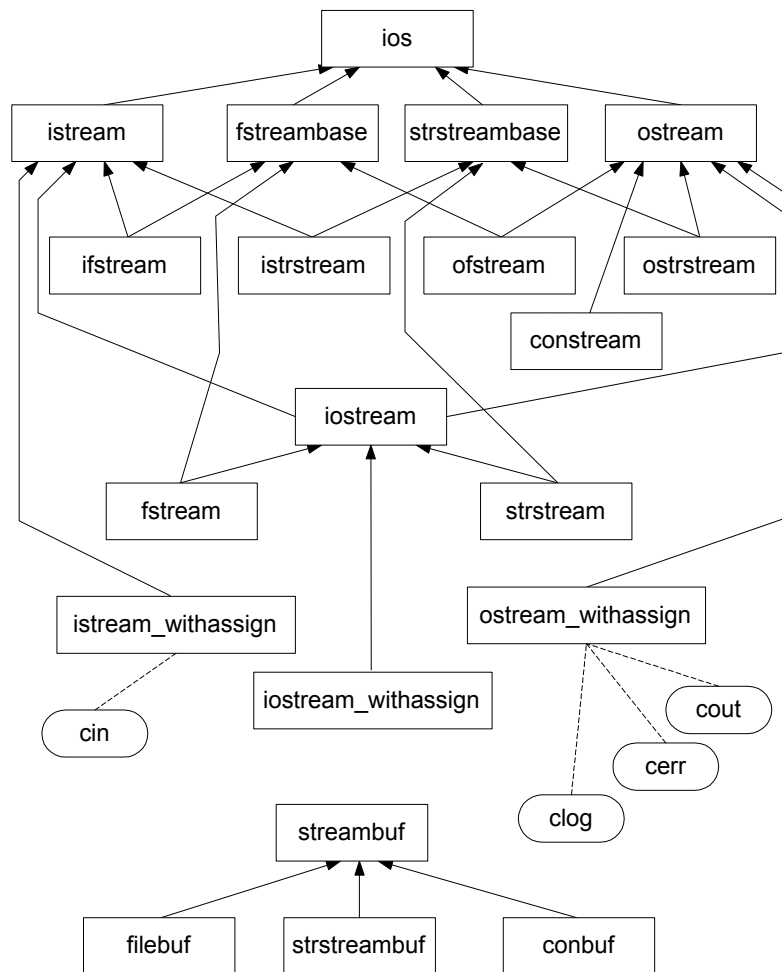 ios
istream
fstreambase
strstreambase
ostream
ifstream
istrstream
ofstream
ostrstream
constream
iostream
fstream
strstream
istream_withassign
ostream_withassign
iostream_withassign
cin
cout
cerr
clog
streambuf
filebuf
strstreambuf
conbuf